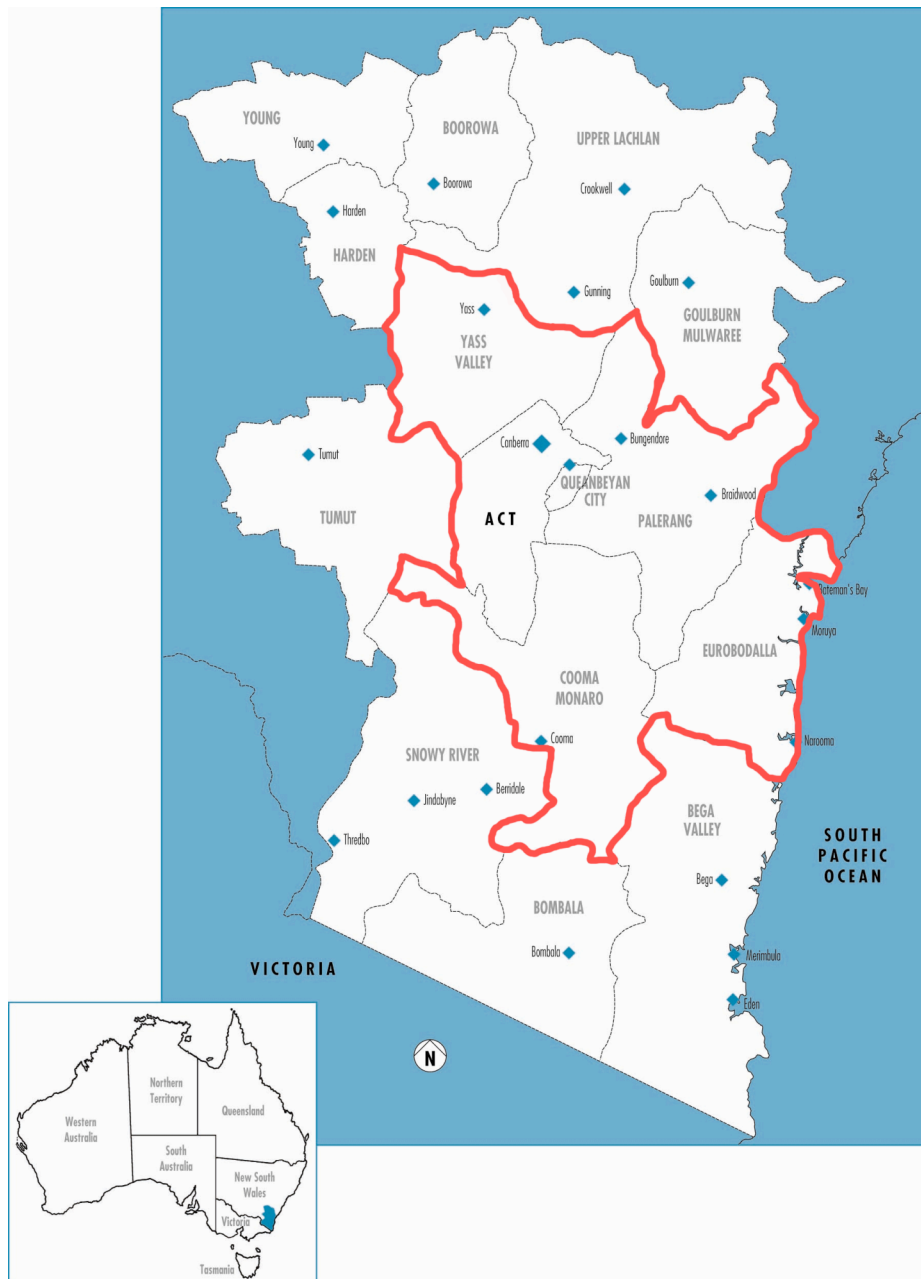 YOUNG
Young
BOOROWA
Boorowa
UPPER LACHLAN
Crookwell
Harden
HARDEN
Gunning
Goulburn
GOULBURN
MULWAREE
Yass
YASS
VALLEY
Tumut
TUMUT
Canberra
Bungendore
QUEANBEYAN
CITY
Braidwood
PALERANG
ACT
Bateman's Bay
Moruya
EUROBODALLA
COOMA
MONARO
Cooma
Narooma
SNOWY RIVER
Berridale
Jindabyne
Thredbo
BEGA
VALLEY
Bega
SOUTH
PACIFIC
OCEAN
BOMBALA
Bombala
Merimbula
Eden
VICTORIA
N
Northern
Territory
Queensland
Western
Australia
South
Australia
New South
Wales
Victoria
Tasmania